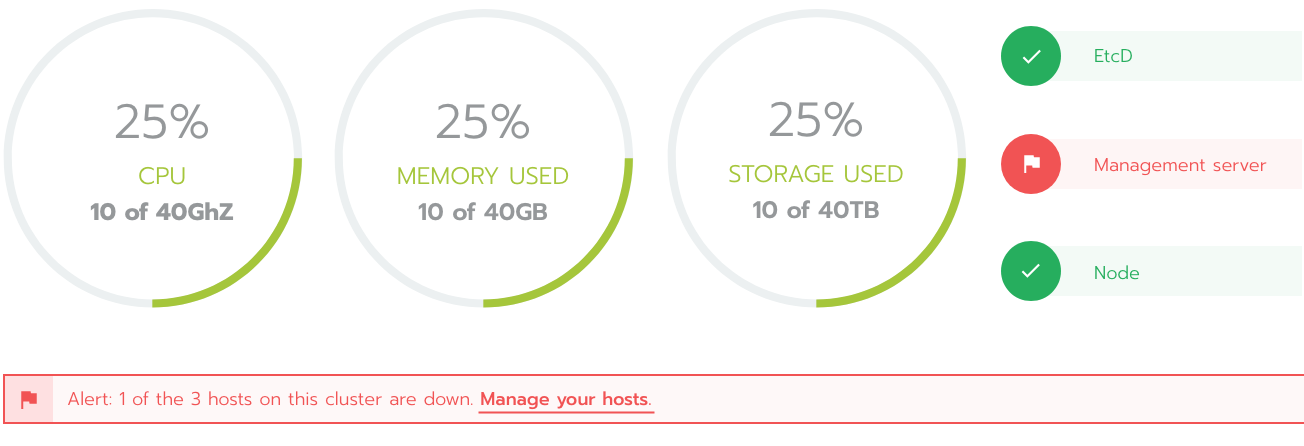 25%
CPU
10 of 40GhZ
25%
MEMORY USED
10 of 40GB
25%
STORAGE USED
10 of 40TB
EtcD
Management server
Node
Alert: 1 of the 3 hosts on this cluster are down. Manage your hosts.